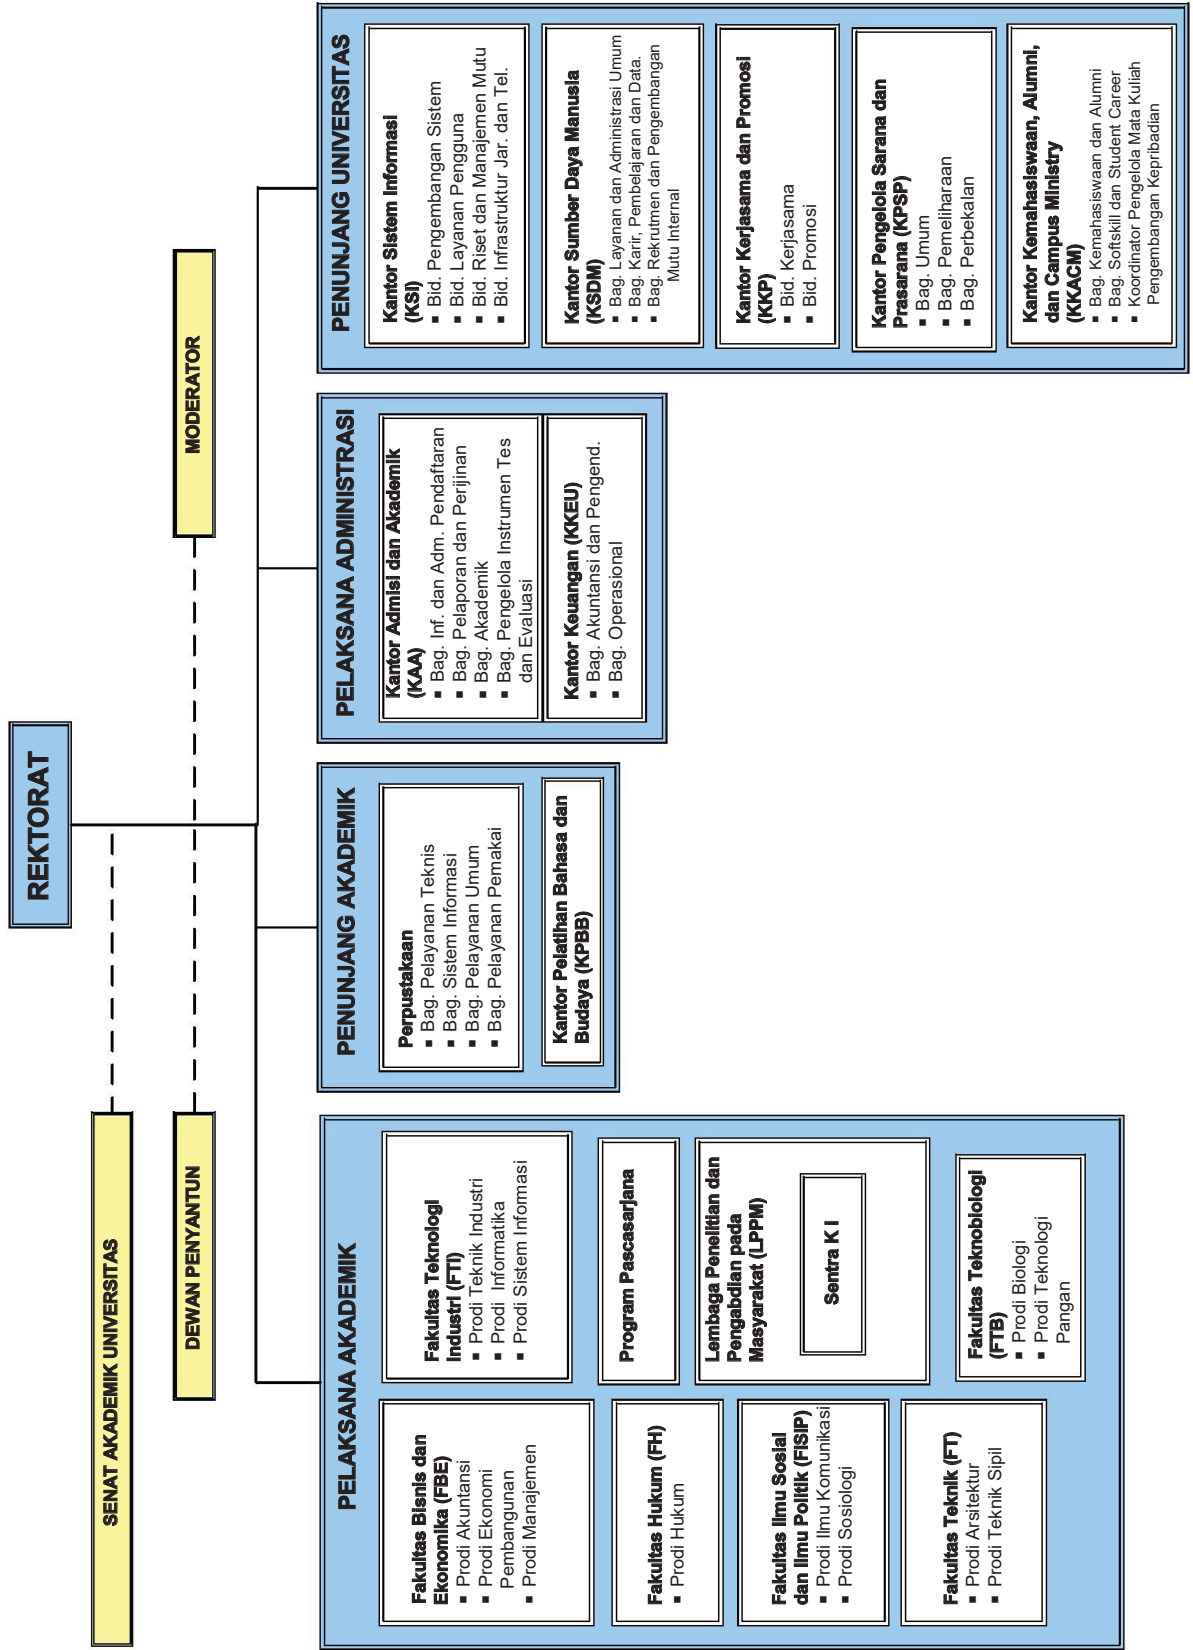 REKTORAT
SENAT AKADEMIK UNIVERSITAS
DEWAN PENYANTUN
MODERATOR
PELAKSANA AKADEMIK
Fakultas Bisnis dan
Ekonomika (FBE)
▪ Prodi Akuntansi
▪ Prodi Ekonomi
Pembangunan
▪ Prodi Manajemen
Fakultas Hukum (FH)
▪ Prodi Hukum
Fakultas Ilmu Sosial
dan Ilmu Politik (FISIP)
▪ Prodi Ilmu Komunikasi
▪ Prodi Sosiologi
Fakultas Teknik (FT)
▪ Prodi Arsitektur
▪ Prodi Teknik Sipil
Fakultas Teknologi
Industri (FTI)
▪ Prodi Teknik Industri
▪ Prodi Informatika
▪ Prodi Sistem Informasi
Program Pascasarjana
Lembaga Penelitian dan
Pengabdian pada
Masyarakat (LPPM)
Sentra K I
Fakultas Teknobiologi
(FTB)
▪ Prodi Biologi
▪ Prodi Teknologi
Pangan
PENUNJANG AKADEMIK
Perpustakaan
▪ Bag. Pelayanan Teknis
▪ Bag. Sistem Informasi
▪ Bag. Pelayanan Umum
▪ Bag. Pelayanan Pemakai
Kantor Pelatihan Bahasa dan
Budaya (KPBB)
PELAKSANA ADMINISTRASI
Kantor Admisi dan Akademik
(KAA)
▪ Bag. Inf. dan Adm. Pendaftaran
▪ Bag. Pelaporan dan Perijinan
▪ Bag. Akademik
▪ Bag. Pengelola Instrumen Tes
dan Evaluasi
Kantor Keuangan (KKEU)
▪ Bag. Akuntansi dan Pengend.
▪ Bag. Operasional
PENUNJANG UNIVERSITAS
Kantor Sistem Informasi
(KSI)
▪ Bid. Pengembangan Sistem
▪ Bid. Layanan Pengguna
▪ Bid. Riset dan Manajemen Mutu
▪ Bid. Infrastruktur Jar. dan Tel.
Kantor Sumber Daya Manusia
(KSDM)
▪ Bag. Layanan dan Administrasi Umum
▪ Bag. Karir, Pembelajaran dan Data.
▪ Bag. Rekrutmen dan Pengembangan
Mutu Internal
Kantor Kerjasama dan Promosi
(KKP)
▪ Bid. Kerjasama
▪ Bid. Promosi
Kantor Pengelola Sarana dan
Prasarana (KPSP)
▪ Bag. Umum
▪ Bag. Pemeliharaan
▪ Bag. Perbekalan
Kantor Kemahasiswaan, Alumni,
dan Campus Ministry
(KKACM)
▪ Bag. Kemahasiswaan dan Alumni
▪ Bag. Softskill dan Student Career
▪ Koordinator Pengelola Mata Kuliah
Pengembangan Kepribadian